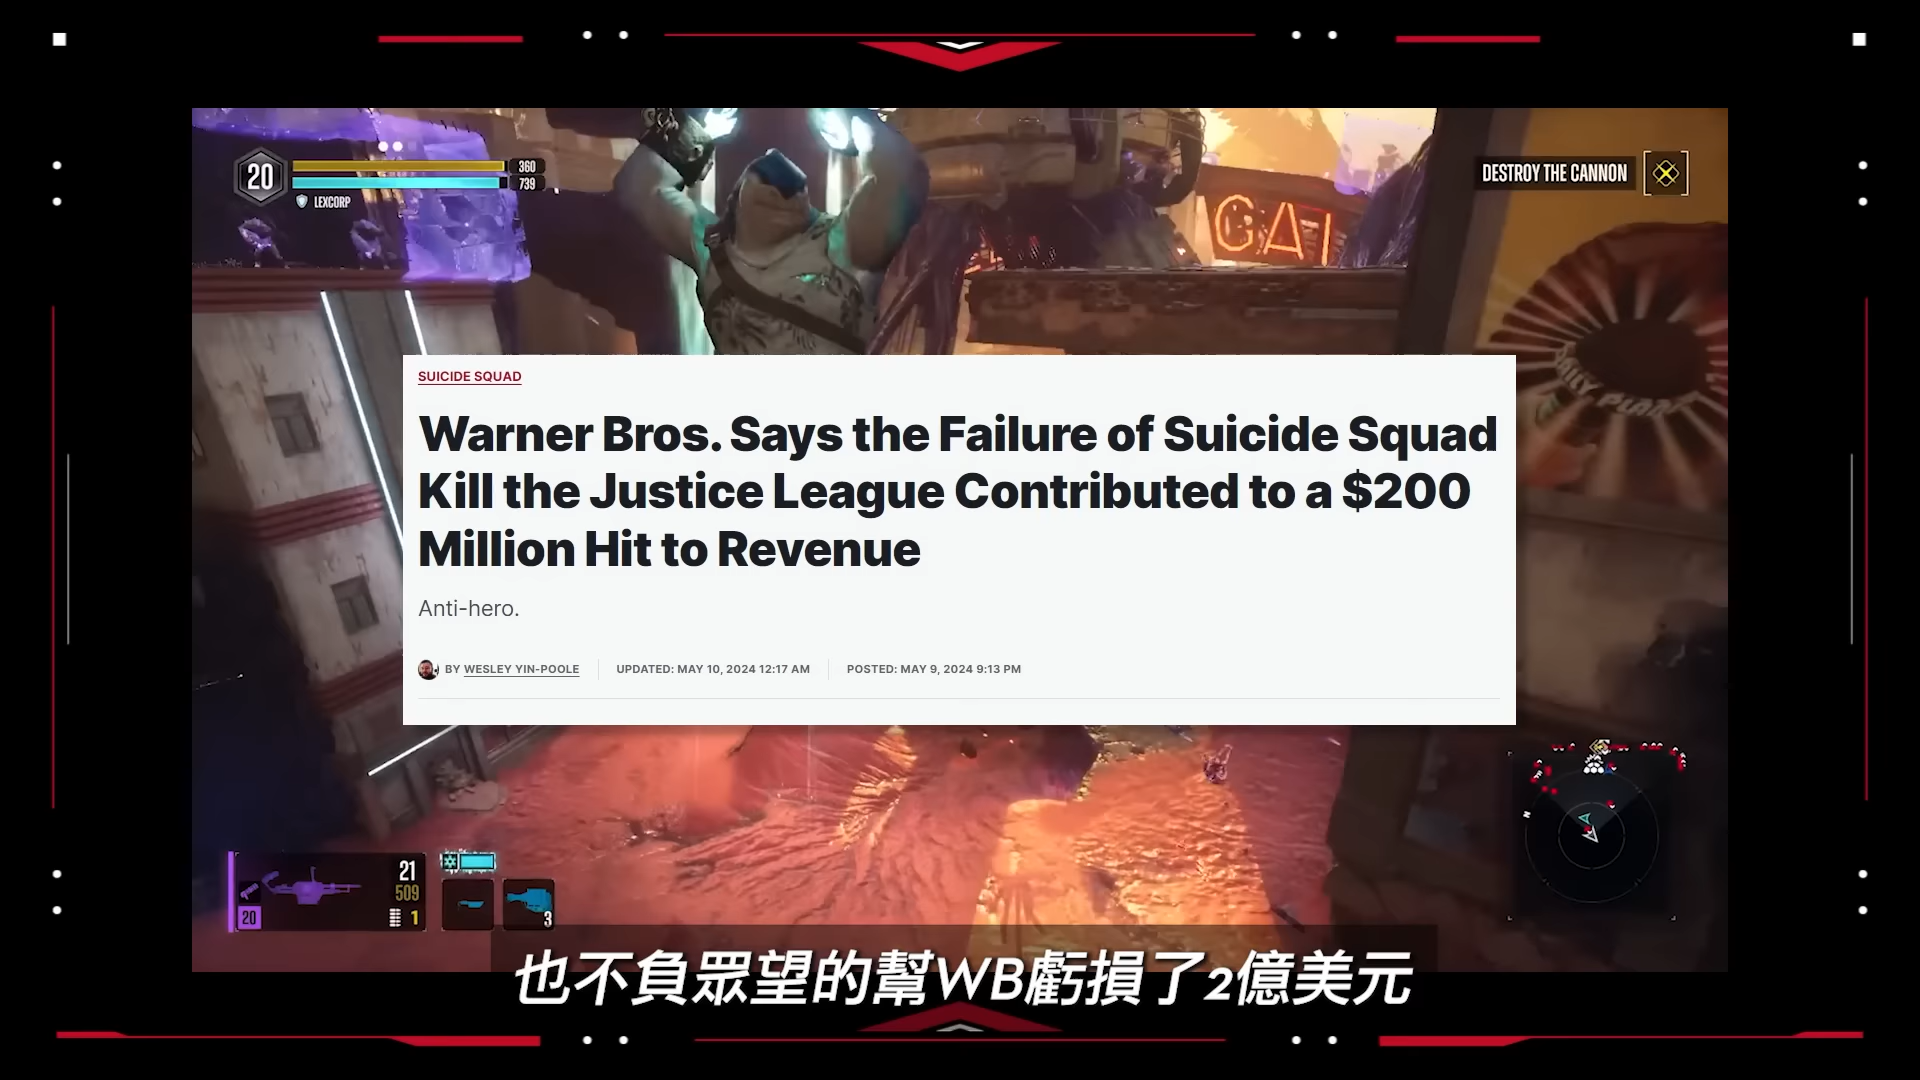 20
360
739
LEXCORP
DESTROY THE CANNON
GAT
DAILY PLAN
SUICIDE SQUAD
Warner Bros. Says the Failure of Suicide Squad
Kill the Justice League Contributed to a $200
Million Hit to Revenue
Anti-hero.
BY WESLEY YIN-POOLE
UPDATED: MAY 10, 2024 12:17 AM
POSTED: MAY 9, 2024 9:13 PM
N
21
509
20
1
3
也不負眾望的幫WB虧損了2億美元